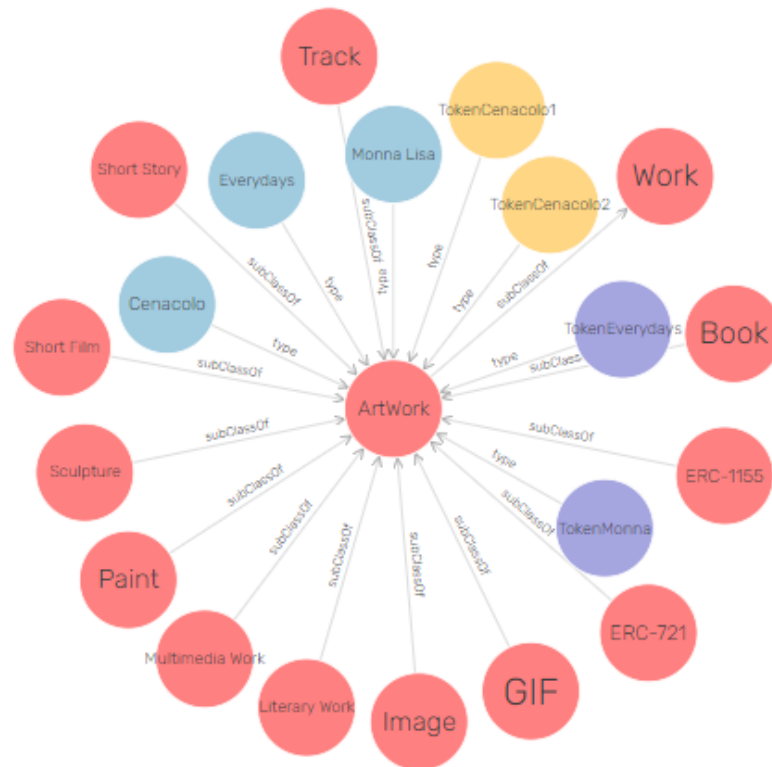 Track
TokenCenacolo1
Monna Lisa
Everydays
Short Story
Work
TokenCenacolo2
subClassOf
type
type
subClassOf
type
type
subClassOf
Cenacolo
type
TokenEverydays
Book
Short Film
subClassOf
type
subClass
ArtWork
subClassOf
subClassOf
Sculpture
subClassOf
type
ERC-1155
subClassOf
TokenMonna
Paint
subClassOf
subClassOf
subClassOf
subClassOf
ERC-721
Multimedia Work
Literary Work
Image
GIF